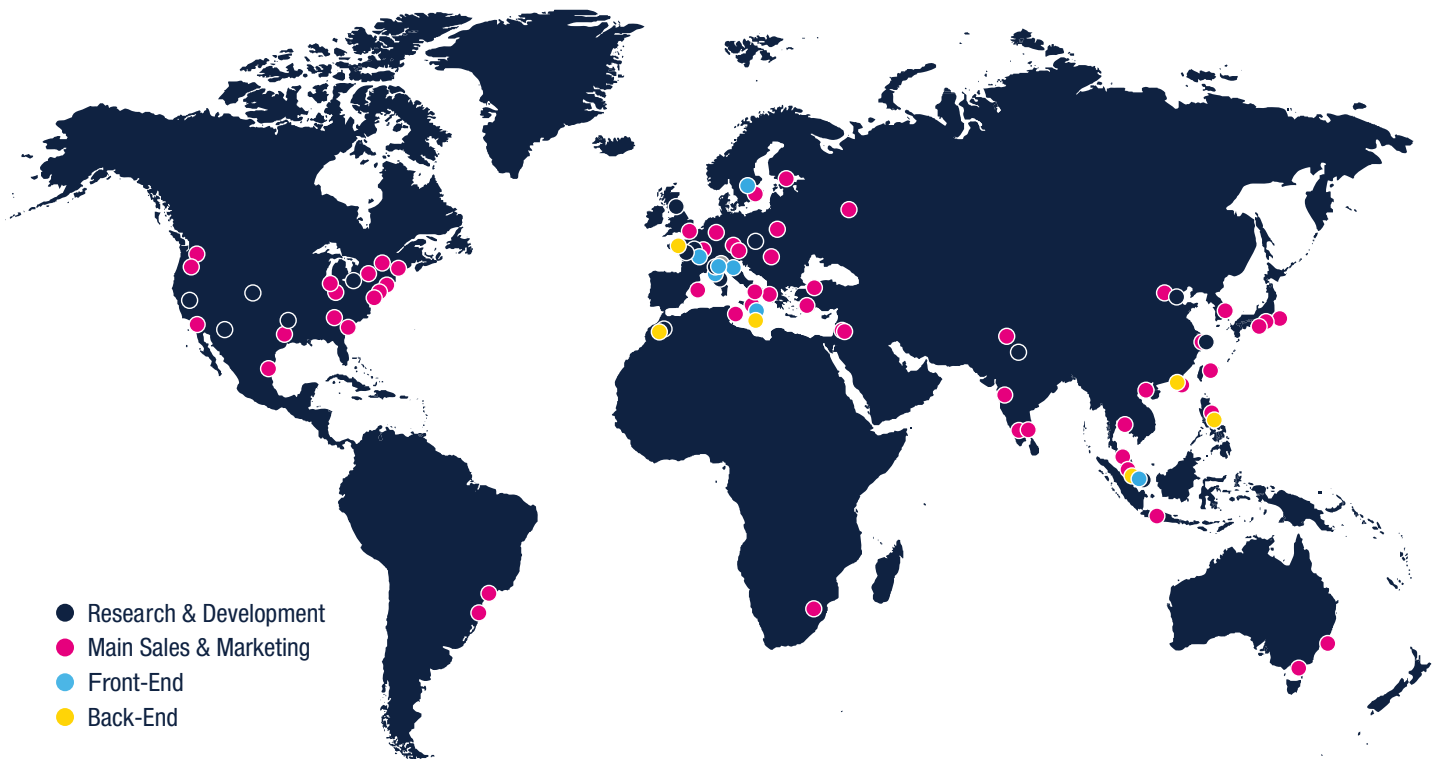 Research & Development
Main Sales & Marketing
Front-End
Back-End